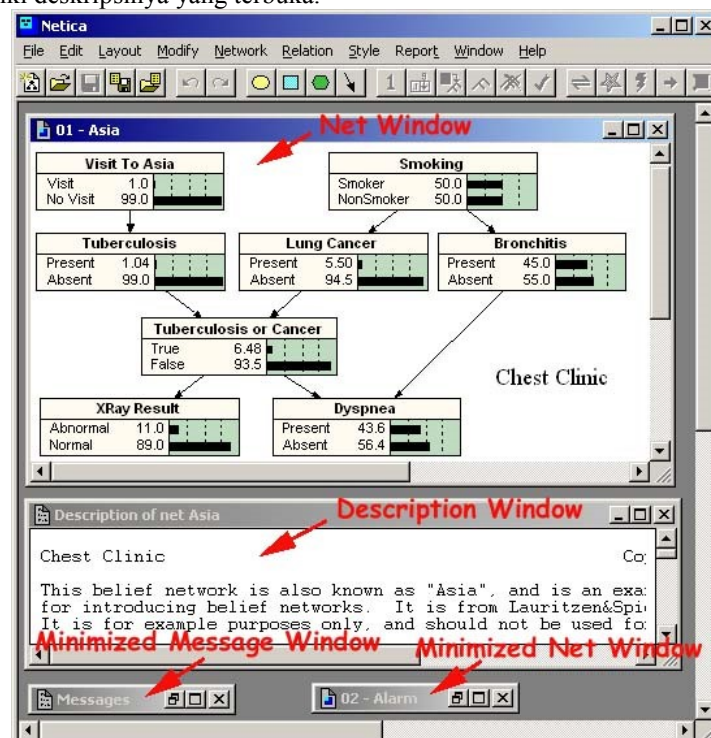 deskripsinya yang terbuka.
Netica
File Edit Layout Modify Network Relation Style Report Window Help
1
01 - Asia
Net Window
Visit To Asia
Visit 1.0
No Visit 99.0
Smoking
Smoker 50.0
NonSmoker 50.0
Tuberculosis
Present 1.04
Absent 99.0
Lung Cancer
Present 5.50
Absent 94.5
Bronchitis
Present 45.0
Absent 55.0
Tuberculosis or Cancer
True 6.48
False 93.5
Chest Clinic
XRay Result
Abnormal 11.0
Normal 89.0
Dyspnea
Present 43.6
Absent 56.4
Description of net Asia
Description Window
Chest Clinic
This belief network is also known as "Asia", and is an
for introducing belief networks. It is from
It is for example purposes only, and should not be used
Minimized Message Window
Minimized Net Window
Messages
02 - Alarm